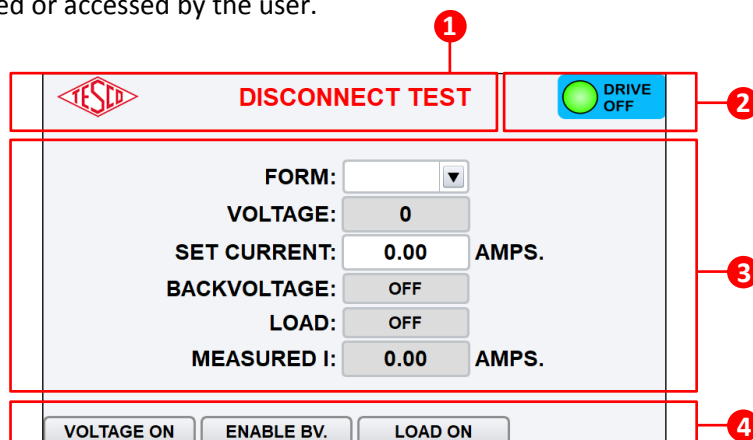 ed or accessed by the user.
1
TESCO
DISCONNECT TEST
DRIVE
OFF
2
FORM:
VOLTAGE: 0
SET CURRENT: 0.00 AMPS.
BACKVOLTAGE: OFF
LOAD: OFF
MEASURED I: 0.00 AMPS.
3
VOLTAGE ON ENABLE BV. LOAD ON
4